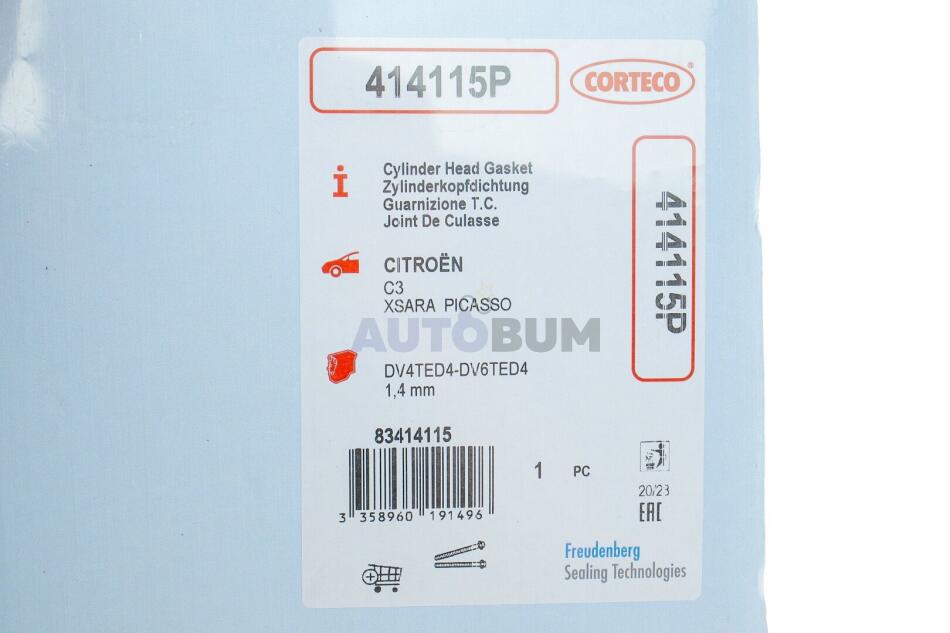 414115P
CORTECO®
Cylinder Head Gasket
Zylinderkopfdichtung
Guarnizione T.C.
Joint De Culasse
414115P
CITROËN
C3
XSARA PICASSO
AUTOBUM
DV4TED4-DV6TED4
1,4 mm
83414115
1 PC
3 358960 191496
20/23
EAC
Freudenberg
Sealing Technologies